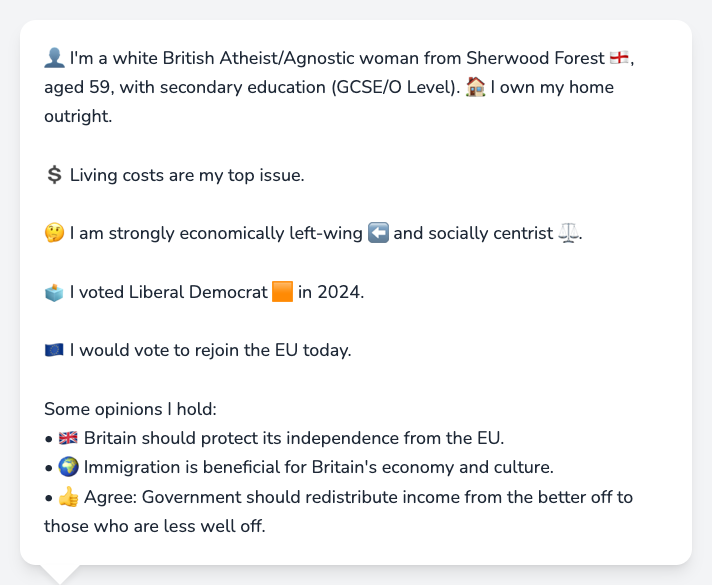 👤 I'm a white British Atheist/Agnostic woman from Sherwood Forest 🏴󠁧󠁢󠁥󠁮󠁧󠁿,
aged 59, with secondary education (GCSE/O Level). 🏠 I own my home
outright.
💲 Living costs are my top issue.
🤔 I am strongly economically left-wing ⬅️ and socially centrist ⚖️.
🗳️ I voted Liberal Democrat 🟧 in 2024.
🇪🇺 I would vote to rejoin the EU today.
Some opinions I hold:
• 🇬🇧 Britain should protect its independence from the EU.
• 🌍 Immigration is beneficial for Britain's economy and culture.
• 👍 Agree: Government should redistribute income from the better off to
those who are less well off.